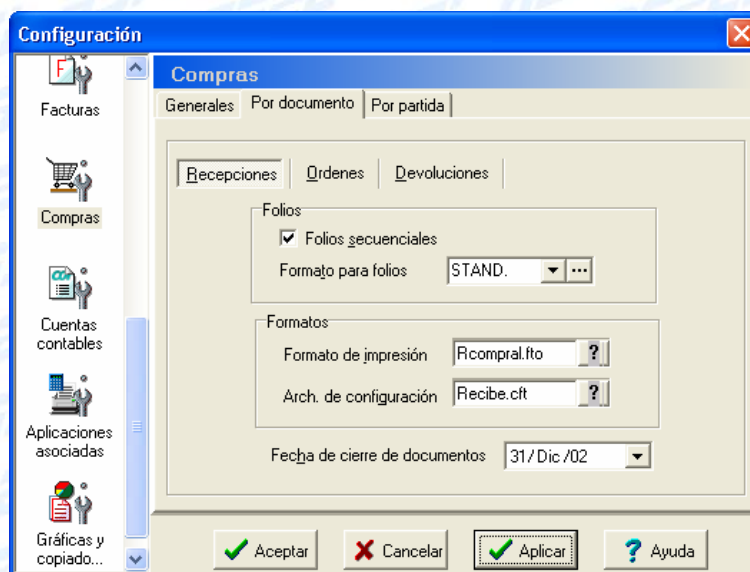 Configuración
Facturas
Compras
Cuentas
contables
Aplicaciones
asociadas
Gráficas y
copiado...
Compras
Generales Por documento Por partida
Recepciones Ordenes Devoluciones
Folios
Folios secuenciales
Formato para folios STAND. ...
Formatos
Formato de impresión Rcompral.fto ?
Arch. de configuración Recibe.cft ?
Fecha de cierre de documentos 31/Dic /02
Aceptar Cancelar Aplicar ? Ayuda